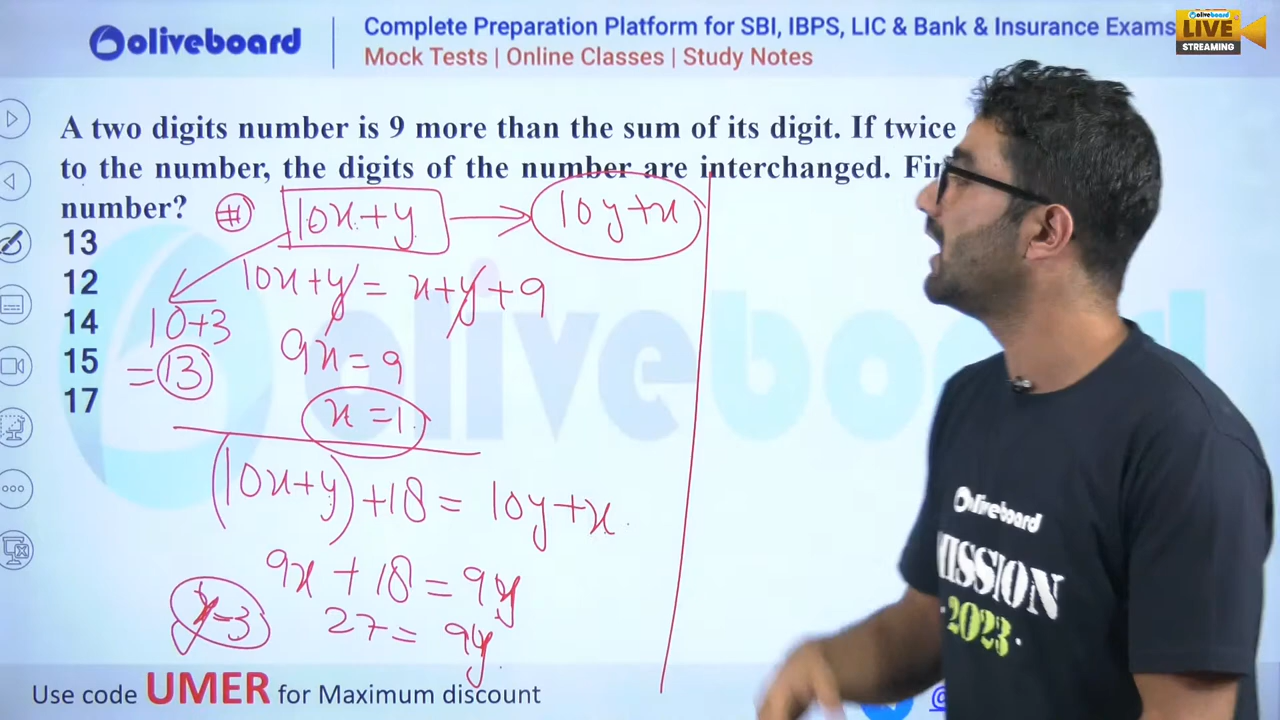 oliveboard
Complete Preparation Platform for SBI, IBPS, LIC & Bank & Insurance Exams
Mock Tests | Online Classes | Study Notes
oliveboard
LIVE
STREAMING
A two digits number is 9 more than the sum of its digit. If twice
to the number, the digits of the number are interchanged.
number?
# 10x+y → 10y+x
13
12
14
15
17
10x+y = x+y+9
10+3
= 13
9x = 9
x = 1
(10x+y)+18 = 10y+x
9x + 18 = 9y
y=3
27 = 9y
oliveboard
oliveboard
MISSION
2023
Use code UMER for Maximum discount
@